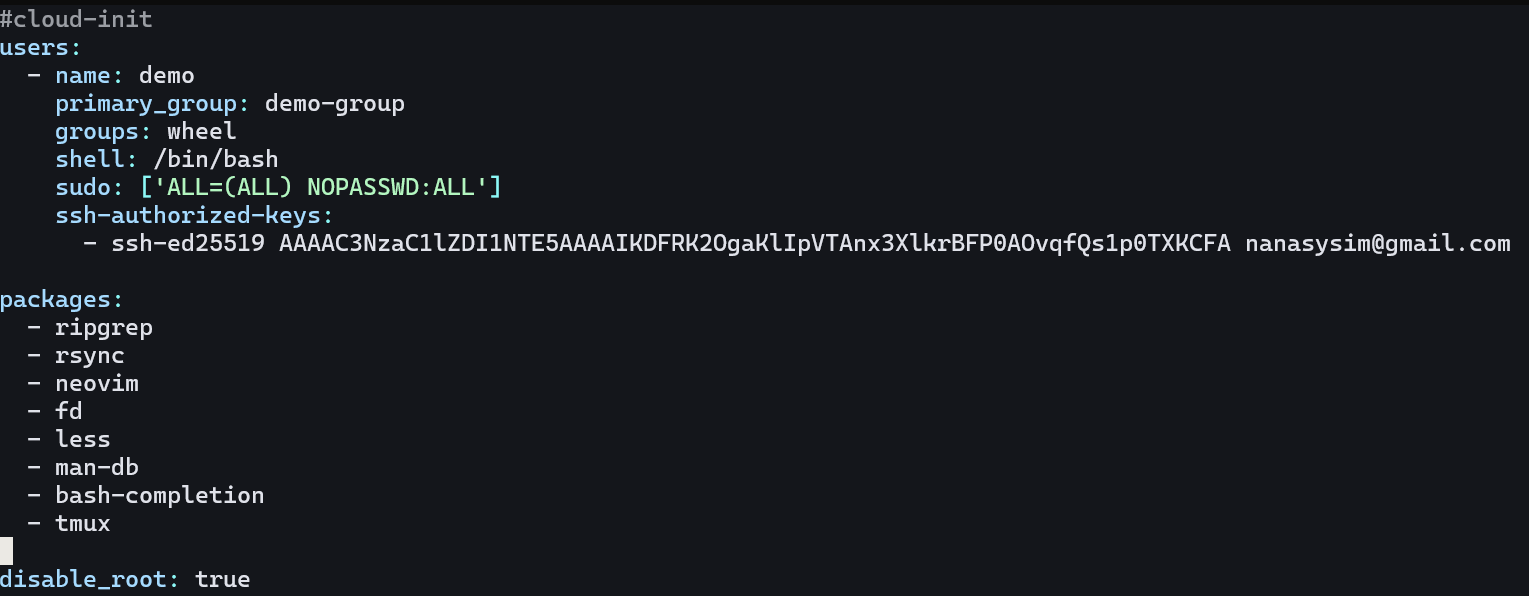 #cloud-init
users:
  - name: demo
    primary_group: demo-group
    groups: wheel
    shell: /bin/bash
    sudo: ['ALL=(ALL) NOPASSWD:ALL']
    ssh-authorized-keys:
      - ssh-ed25519 AAAAC3NzaC1lZDI1NTE5AAAAIKDFRK2OgaKlIpVTAnx3XlkrBFP0AOvqfQs1p0TXKCFA nanasysim@gmail.com

packages:
  - ripgrep
  - rsync
  - neovim
  - fd
  - less
  - man-db
  - bash-completion
  - tmux

disable_root: true